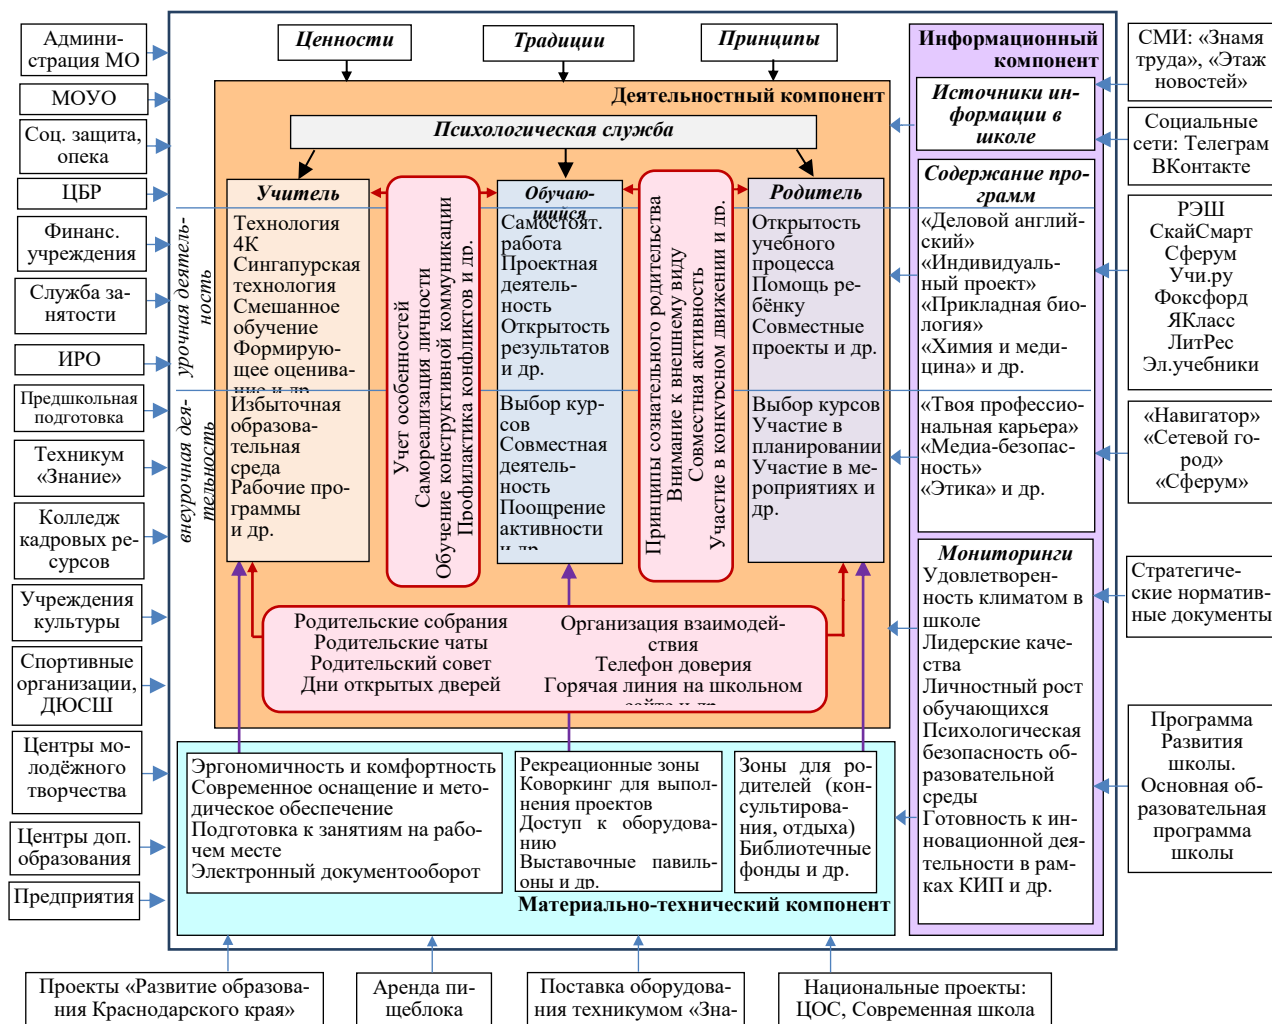 Админи-
страция МО
МОУО
Соц. защита,
опека
ЦБР
Финанс.
учреждения
Служба за-
нятости
ИРО
Предшкольная
подготовка
Техникум
«Знание»
Колледж
кадровых ре-
сурсов
Учреждения
культуры
Спортивные
организации,
ДЮСШ
Центры мо-
лодёжного
творчества
Центры доп.
образования
Предприятия
Ценности
Традиции
Принципы
Деятельностный компонент
Психологическая служба
урочная деятель-
ность
внеурочная дея-
тельность
Учитель
Технология
4К
Сингапурская
технология
Смешанное
обучение
Формирую-
щее оценива-
ние и др.
Избыточная
образова-
тельная
среда
Рабочие про-
граммы
и др.
Учет особенностей
Самореализация личности
Обучение конструктивной коммуникации
Профилактика конфликтов и др.
Обучаю-
щийся
Самостоят.
работа
Проектная
деятель-
ность
Открытость
результатов
и др.
Выбор кур-
сов
Совместная
деятель-
ность
Поощрение
активности
и др.
Принципы сознательного родительства
Внимание к внешнему виду
Совместная активность
Участие в конкурсном движении и др.
Родитель
Открытость
учебного
процесса
Помощь ре-
бёнку
Совместные
проекты и др.
Выбор курсов
Участие в
планировании
Участие в ме-
роприятиях и
др.
Родительские собрания
Родительские чаты
Родительский совет
Дни открытых дверей
Организация взаимодей-
ствия
Телефон доверия
Горячая линия на школьном
сайте и др.
Эргономичность и комфортность
Современное оснащение и мето-
дическое обеспечение
Подготовка к занятиям на рабо-
чем месте
Электронный документооборот
Рекреационные зоны
Коворкинг для выпол-
нения проектов
Доступ к оборудова-
нию
Выставочные павиль-
оны и др.
Зоны для ро-
дителей (кон-
сультирова-
ния, отдыха)
Библиотечные
фонды и др.
Материально-технический компонент
Информационный
компонент
Источники ин-
формации в
школе
Содержание про-
грамм
«Деловой англий-
ский»
«Индивидуаль-
ный проект»
«Прикладная био-
логия»
«Химия и меди-
цина» и др.
«Твоя профессио-
нальная карьера»
«Медиа-безопас-
ность»
«Этика» и др.
Мониторинги
Удовлетворен-
ность климатом в
школе
Лидерские каче-
ства
Личностный рост
обучающихся
Психологическая
безопасность об-
разовательной
среды
Готовность к ин-
новационной дея-
тельности в рам-
ках КИП и др.
СМИ: «Знамя
труда», «Этаж
новостей»
Социальные
сети: Телеграм
ВКонтакте
РЭШ
СкайСмарт
Сферум
Учи.ру
Фоксфорд
ЯКласс
ЛитРес
Эл.учебники
«Навигатор»
«Сетевой го-
род»
«Сферум»
Стратегиче-
ские норматив-
ные документы
Программа
Развития
школы.
Основная об-
разовательная
программа
школы
Проекты «Развитие образова-
ния Краснодарского края»
Аренда пи-
щеблока
Поставка оборудова-
ния техникумом «Зна-
Национальные проекты:
ЦОС, Современная школа